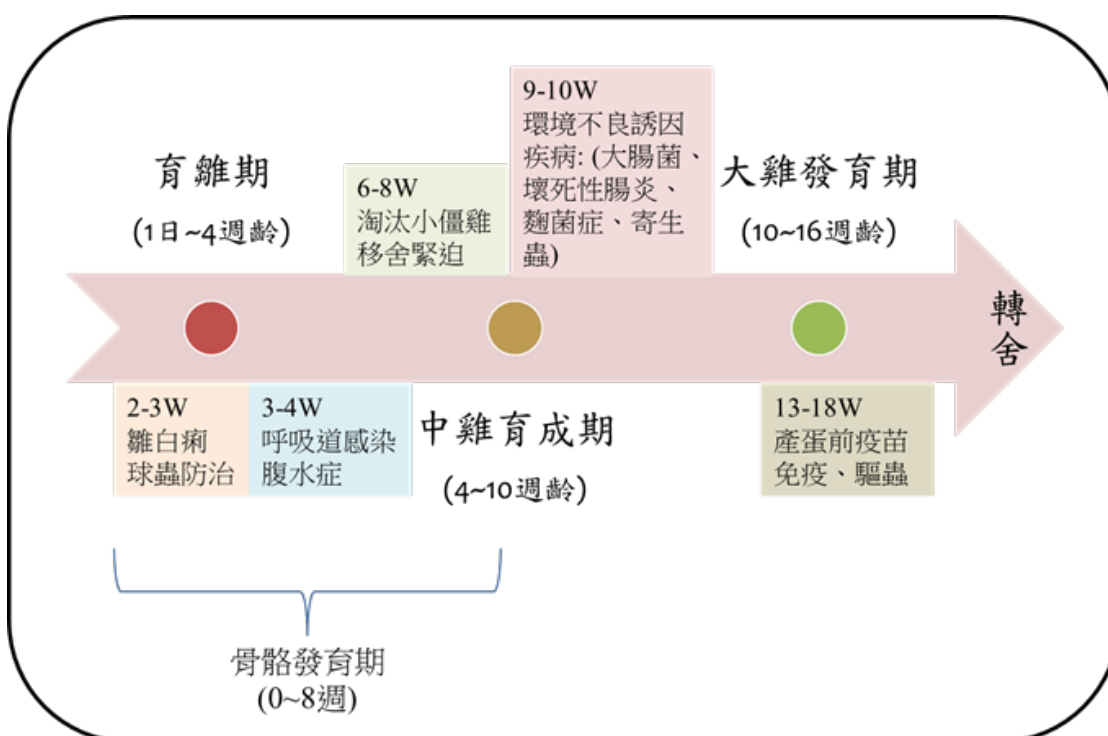 育雛期
(1日~4週齡)
6-8W
淘汰小僵雞
移舍緊迫
9-10W
環境不良誘因
疾病: (大腸菌、
壞死性腸炎、
麴菌症、寄生
蟲)
大雞發育期
(10~16週齡)
轉
舍
2-3W
雛白痢
球蟲防治
3-4W
呼吸道感染
腹水症
中雞育成期
(4~10週齡)
13-18W
產蛋前疫苗
免疫、驅蟲
骨骼發育期
(0~8週)